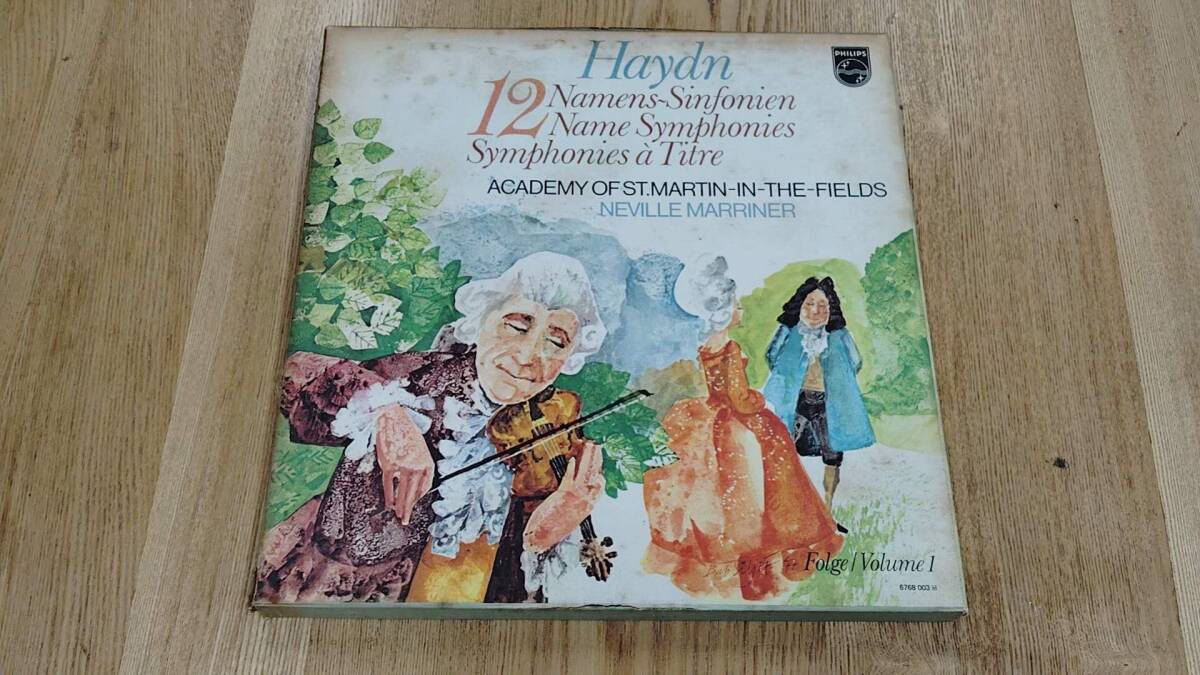 Haydn
PHILIPS
12 Namens-Sinfonien
Name Symphonies
Symphonies à Titre
ACADEMY OF ST.MARTIN-IN-THE-FIELDS
NEVILLE MARRINER
Folge/Volume 1
6768 003